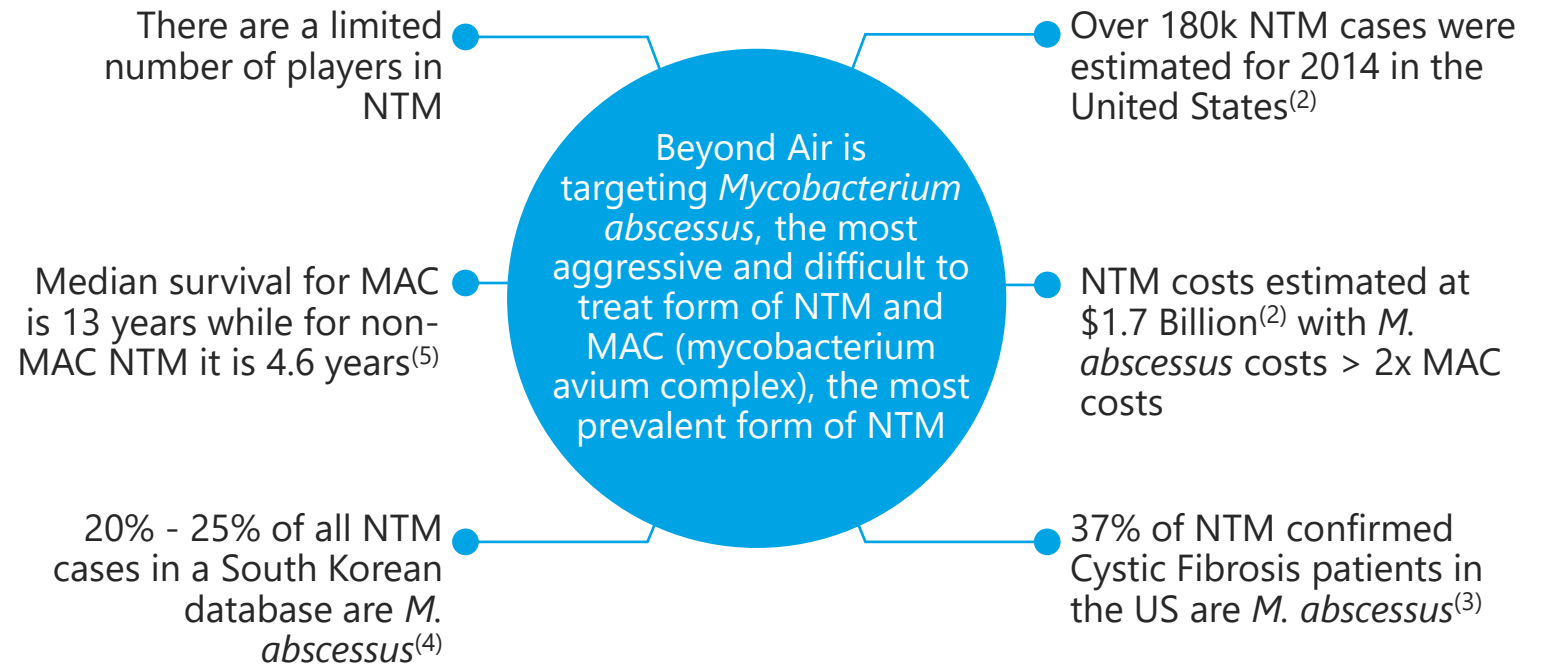 There are a limited
number of players in
NTM
Over 180k NTM cases were
estimated for 2014 in the
United States(2)
Beyond Air is
targeting Mycobacterium
abscessus, the most
aggressive and difficult to
treat form of NTM and
MAC (mycobacterium
avium complex), the most
prevalent form of NTM
Median survival for MAC
is 13 years while for non-
MAC NTM it is 4.6 years(5)
NTM costs estimated at
$1.7 Billion(2) with M.
abscessus costs > 2x MAC
costs
20% - 25% of all NTM
cases in a South Korean
database are M.
abscessus(4)
37% of NTM confirmed
Cystic Fibrosis patients in
the US are M. abscessus(3)